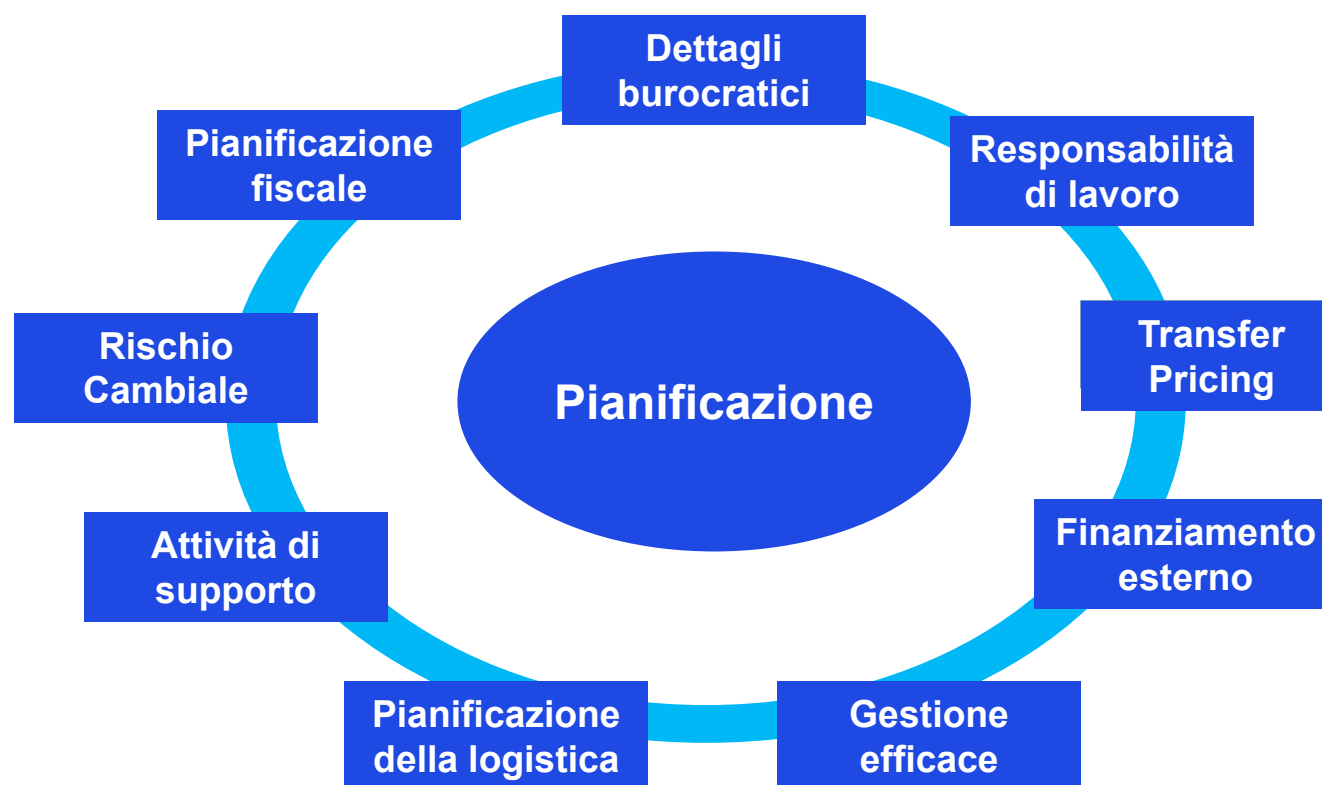 Dettagli
burocratici
Pianificazione
fiscale
Responsabilità
di lavoro
Rischio
Cambiale
Transfer
Pricing
Pianificazione
Attività di
supporto
Finanziamento
esterno
Pianificazione
della logistica
Gestione
efficace